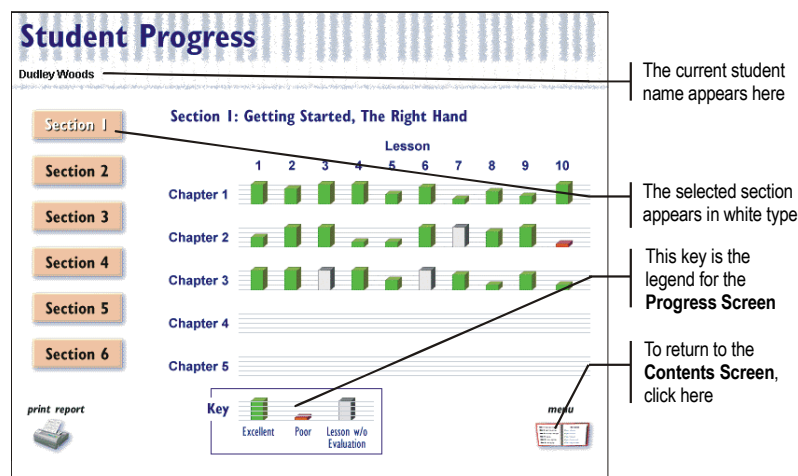 Student Progress
Dudley Woods
The current student
name appears here
Section 1
Section 2
Section 3
Section 4
Section 5
Section 6
Section 1: Getting Started, The Right Hand
Lesson
1 2 3 4 5 6 7 8 9 10
Chapter 1
Chapter 2
Chapter 3
Chapter 4
Chapter 5
The selected section
appears in white type
This key is the
legend for the
Progress Screen
To return to the
Contents Screen,
click here
print report
Key
Excellent
Poor
Lesson w/o
Evaluation
menu